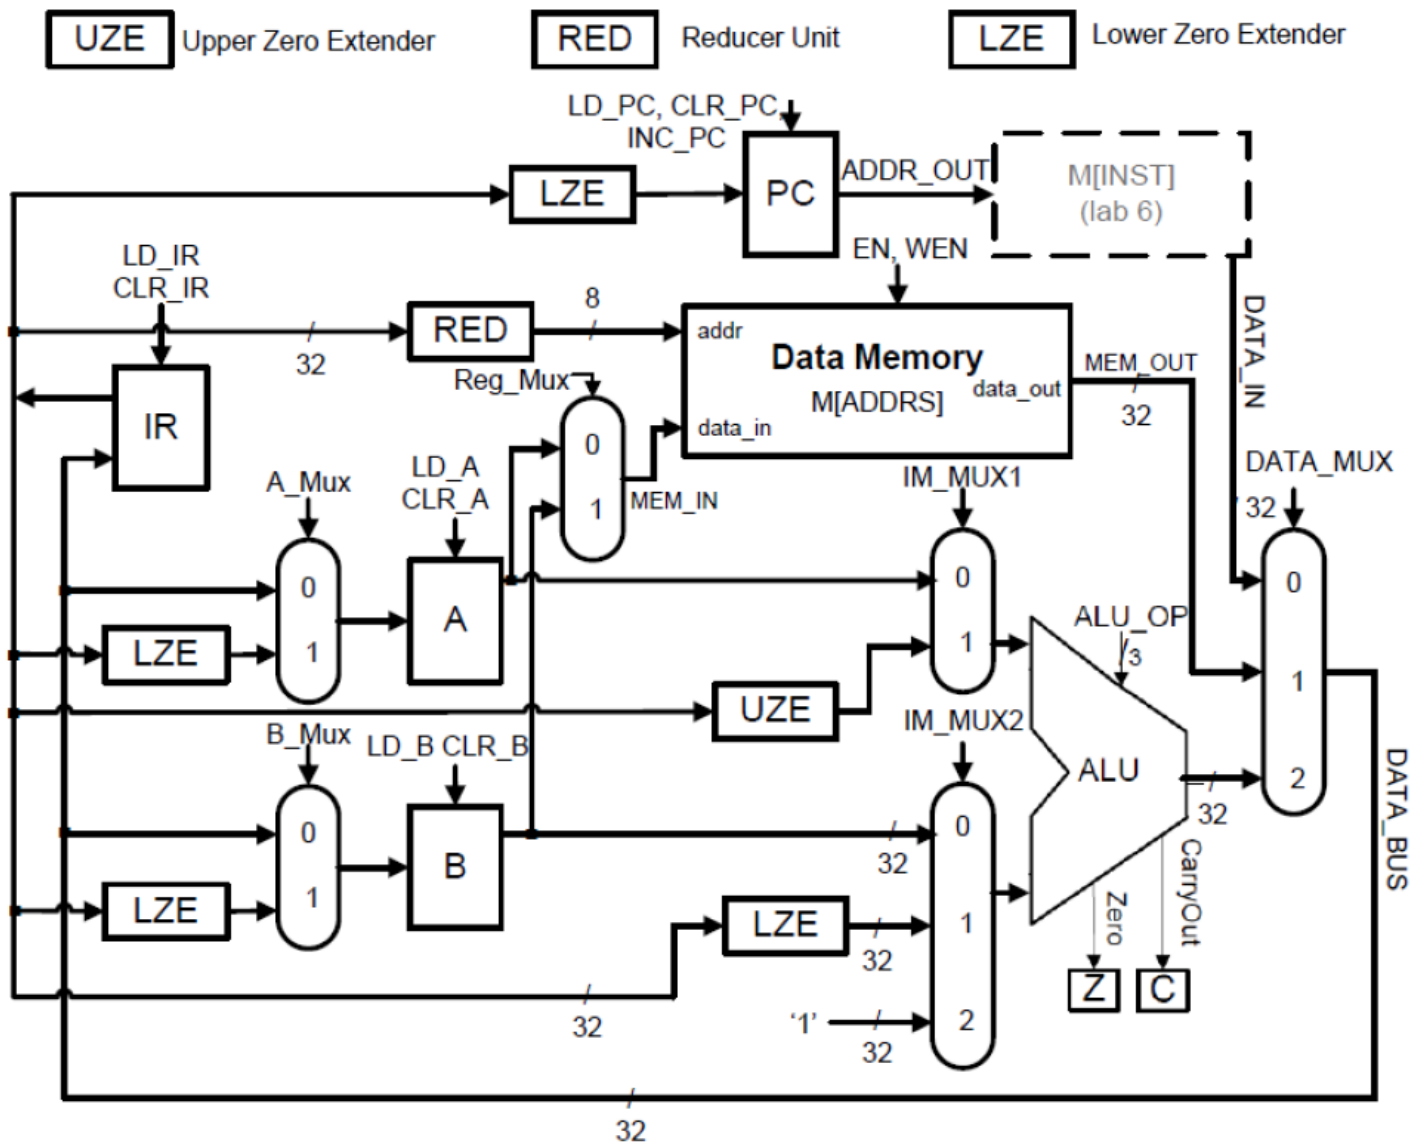 UZE Upper Zero Extender
RED Reducer Unit
LZE Lower Zero Extender
LD_PC, CLR_PC,
INC_PC
LZE
PC
ADDR_OUT
M[INST]
(lab 6)
LD_IR
CLR_IR
EN, WEN
8
RED
32
addr
Data Memory
M[ADDRS]
data_out
data_in
MEM_OUT
32
DATA_IN
Reg_Mux
0
1
MEM_IN
IR
A_Mux
LD_A
CLR_A
IM_MUX1
DATA_MUX
32
0
1
LZE
A
0
1
ALU_OP
3
0
1
2
UZE
B_Mux
LD_B CLR_B
IM_MUX2
ALU
32
DATA_BUS
0
1
LZE
B
0
1
2
32
LZE
32
Zero
CarryOut
Z
C
32
'1'
32
32